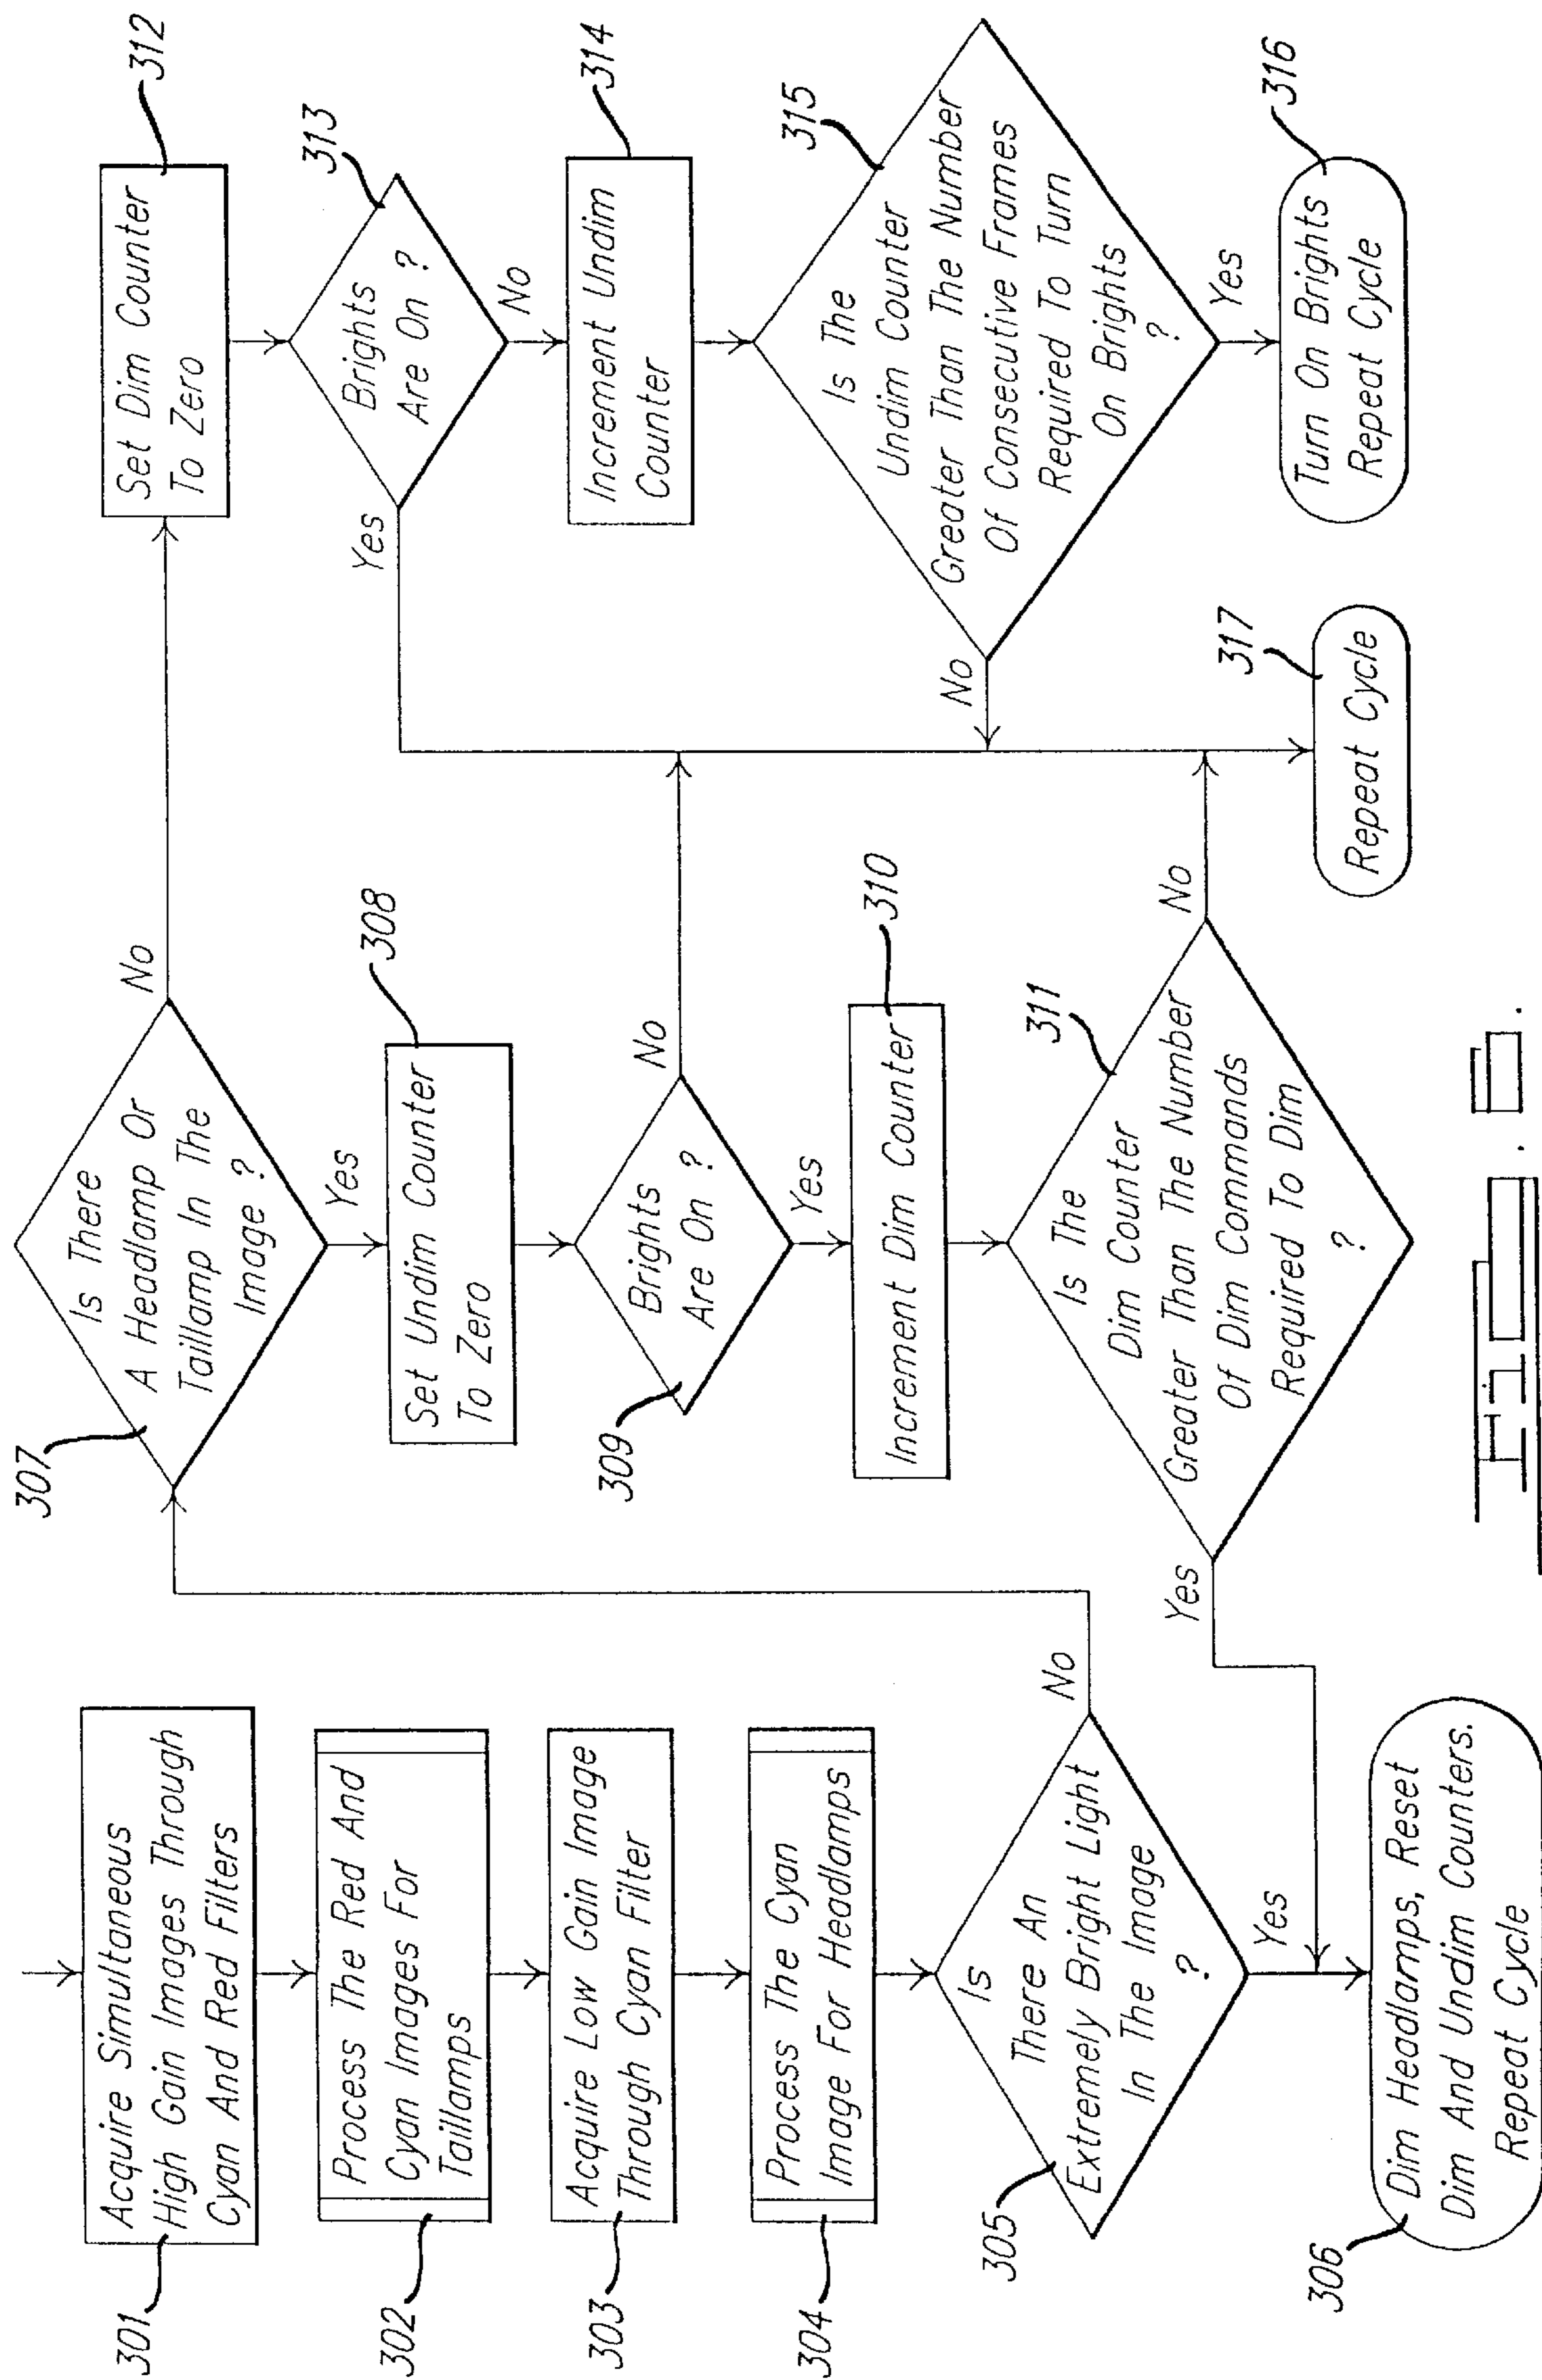 301
Acquire Simultaneous
High Gain Images Through
Cyan And Red Filters
302
Process The Red And
Cyan Images For
Taillamps
303
Acquire Low Gain Image
Through Cyan Filter
304
Process The Cyan
Image For Headlamps
305
Is
There An
Extremely Bright Light
In The Image
?
No
Yes
306
Dim Headlamps, Reset
Dim And Undim Counters.
Repeat Cycle
307
Is There
A Headlamp Or
Taillamp In The
Image ?
No
Yes
308
Set Undim Counter
To Zero
309
Brights
Are On ?
No
Yes
310
Increment Dim Counter
311
Is The
Dim Counter
Greater Than The Number
Of Dim Commands
Required To Dim
?
Yes
No
312
Set Dim Counter
To Zero
313
Brights
Are On ?
Yes
No
314
Increment Undim
Counter
315
Is The
Undim Counter
Greater Than The Number
Of Consecutive Frames
Required To Turn
On Brights
?
No
Yes
316
Turn On Brights
Repeat Cycle
317
Repeat Cycle